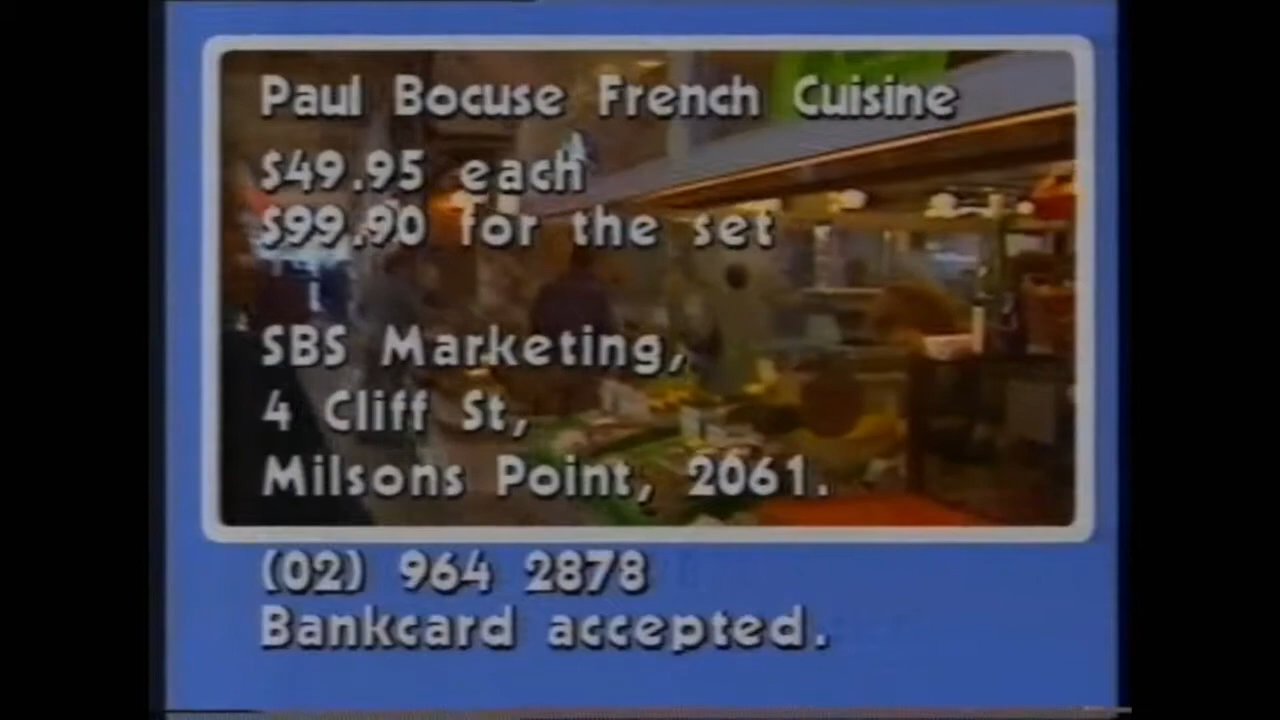 Paul Bocuse French Cuisine
$49.95 each
$99.90 for the set
SBS Marketing,
4 Cliff St,
Milsons Point, 2061.
(02) 964 2878
Bankcard accepted.